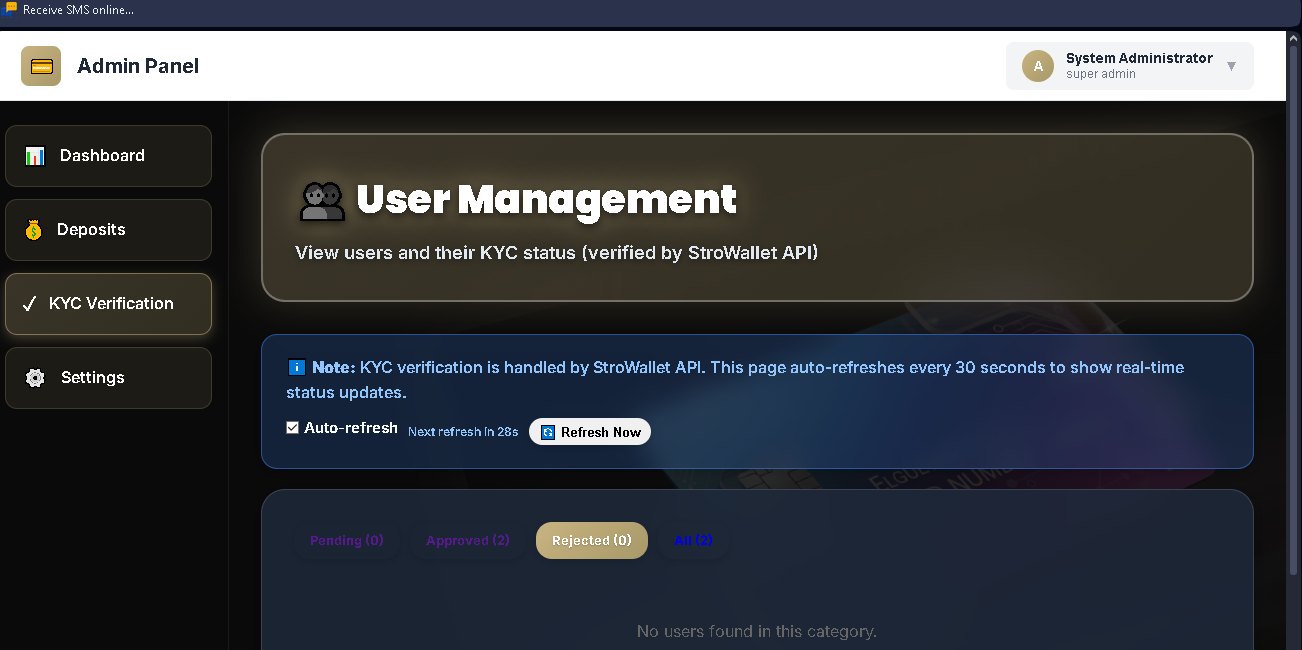 Receive SMS online...
Admin Panel
A
System Administrator
super admin
Dashboard
Deposits
KYC Verification
Settings
User Management
View users and their KYC status (verified by StroWallet API)
Note: KYC verification is handled by StroWallet API. This page auto-refreshes every 30 seconds to show real-time
status updates.
Auto-refresh Next refresh in 28s Refresh Now
Pending (0) Approved (2) Rejected (0) All (2)
No users found in this category.